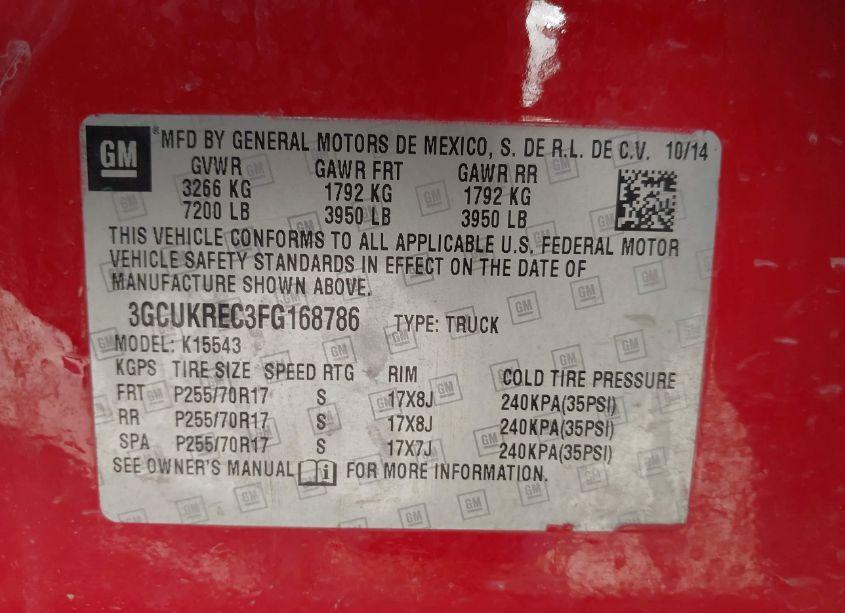 GM ® MFD BY GENERAL MOTORS DE MEXICO, S. DE R.L. DE C.V. 10/14
GVWR GAWR FRT GAWR RR
3266 KG 1792 KG 1792 KG
7200 LB 3950 LB 3950 LB
THIS VEHICLE CONFORMS TO ALL APPLICABLE U.S. FEDERAL MOTOR
VEHICLE SAFETY STANDARDS IN EFFECT ON THE DATE OF
MANUFACTURE SHOWN ABOVE.
3GCUKREC3FG168786 TYPE: TRUCK
MODEL: K15543
KGPS TIRE SIZE SPEED RTG RIM COLD TIRE PRESSURE
FRT P255/70R17 S 17X8J 240KPA(35PSI)
RR P255/70R17 S 17X8J 240KPA(35PSI)
SPA P255/70R17 S 17X7J 240KPA(35PSI)
SEE OWNER'S MANUAL FOR MORE INFORMATION.